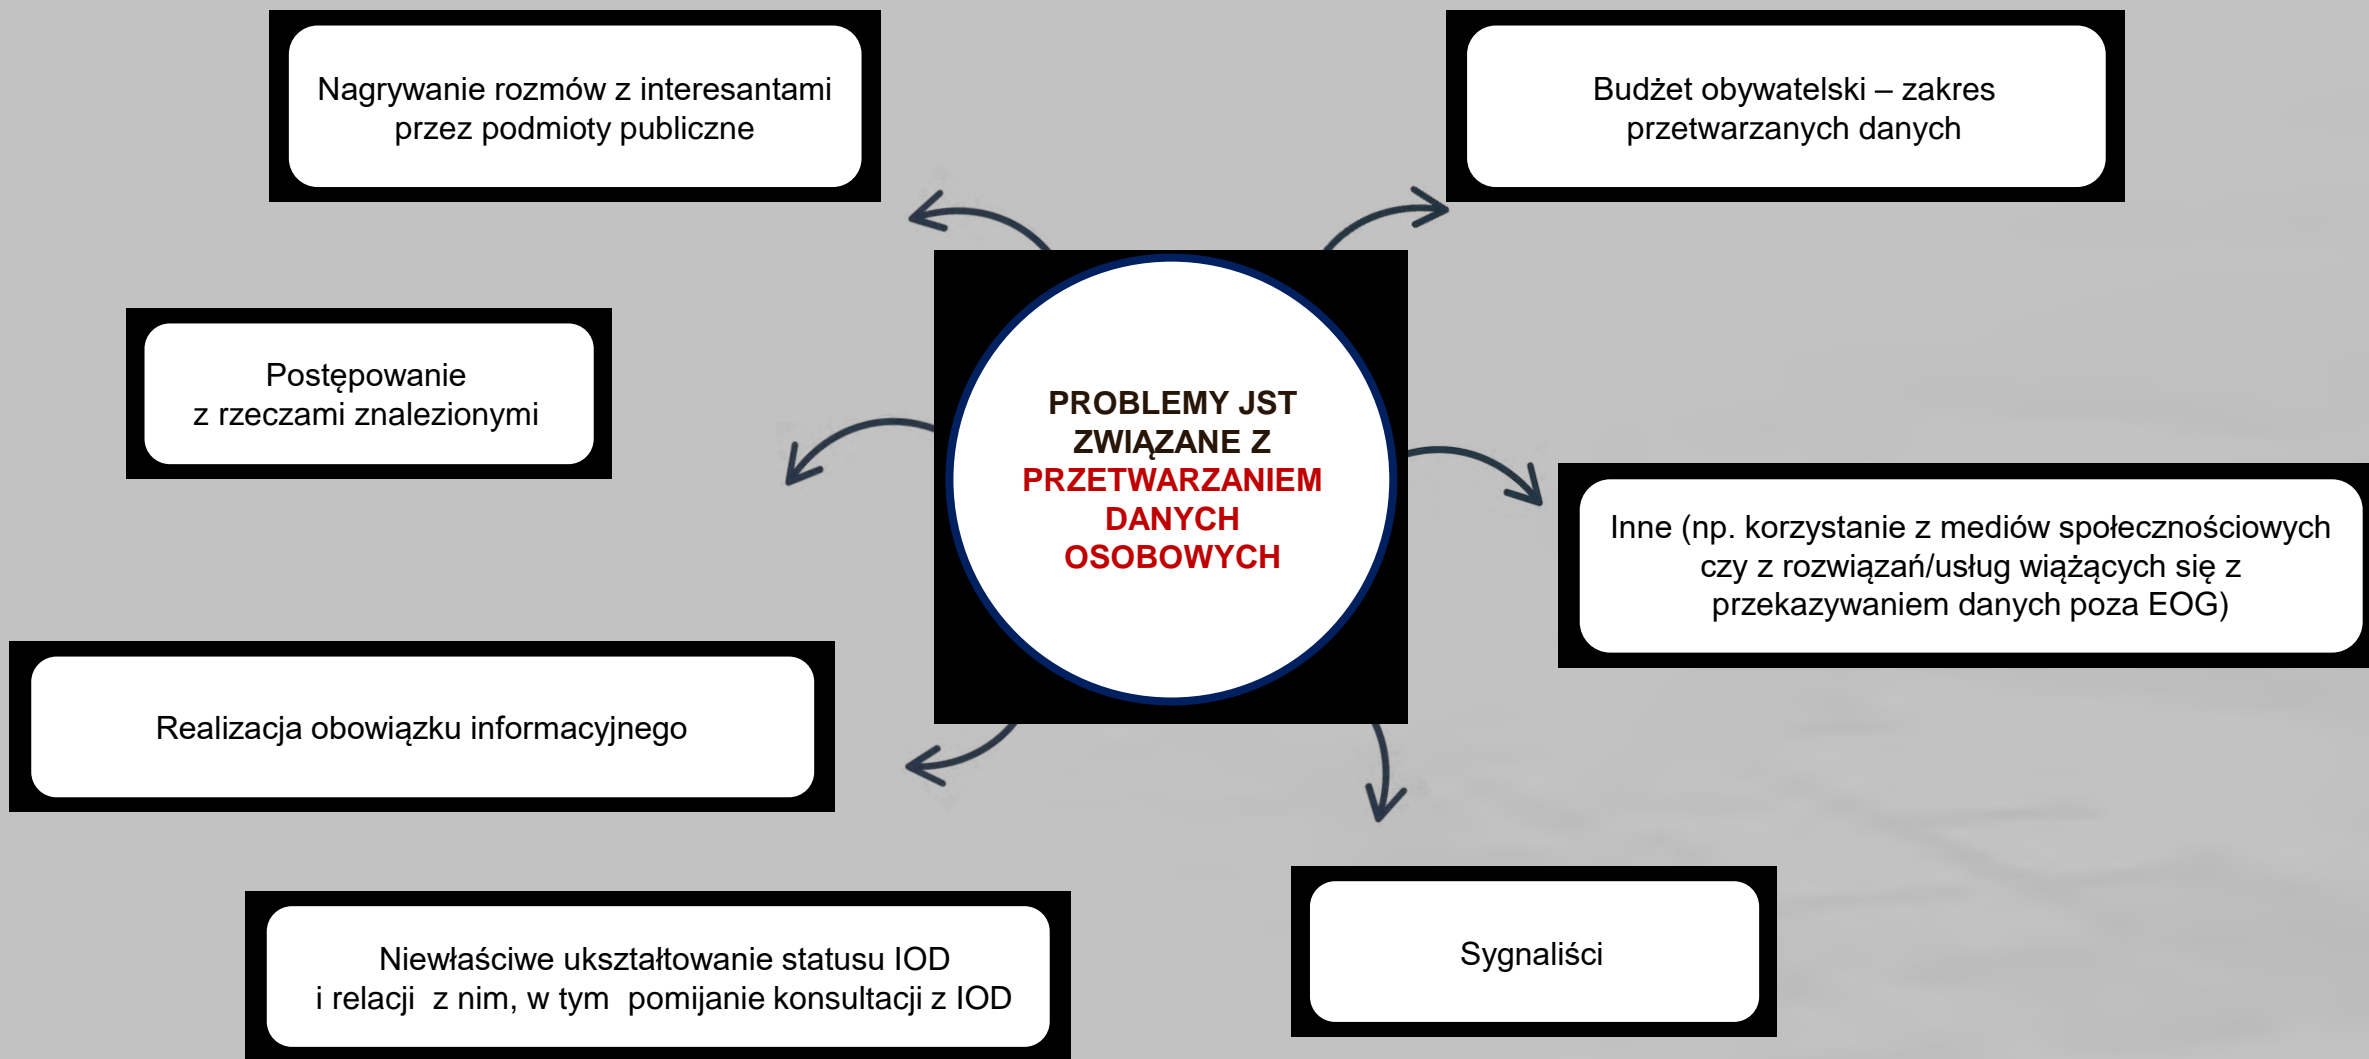 Nagrywanie rozmów z interesantami
przez podmioty publiczne
Budżet obywatelski – zakres
przetwarzanych danych
Postępowanie
z rzeczami znalezionymi
PROBLEMY JST
ZWIĄZANE Z
PRZETWARZANIEM
DANYCH
OSOBOWYCH
Inne (np. korzystanie z mediów społecznościowych
czy z rozwiązań/usług wiążących się z
przekazywaniem danych poza EOG)
Realizacja obowiązku informacyjnego
Niewłaściwe ukształtowanie statusu IOD
i relacji z nim, w tym pomijanie konsultacji z IOD
Sygnaliści